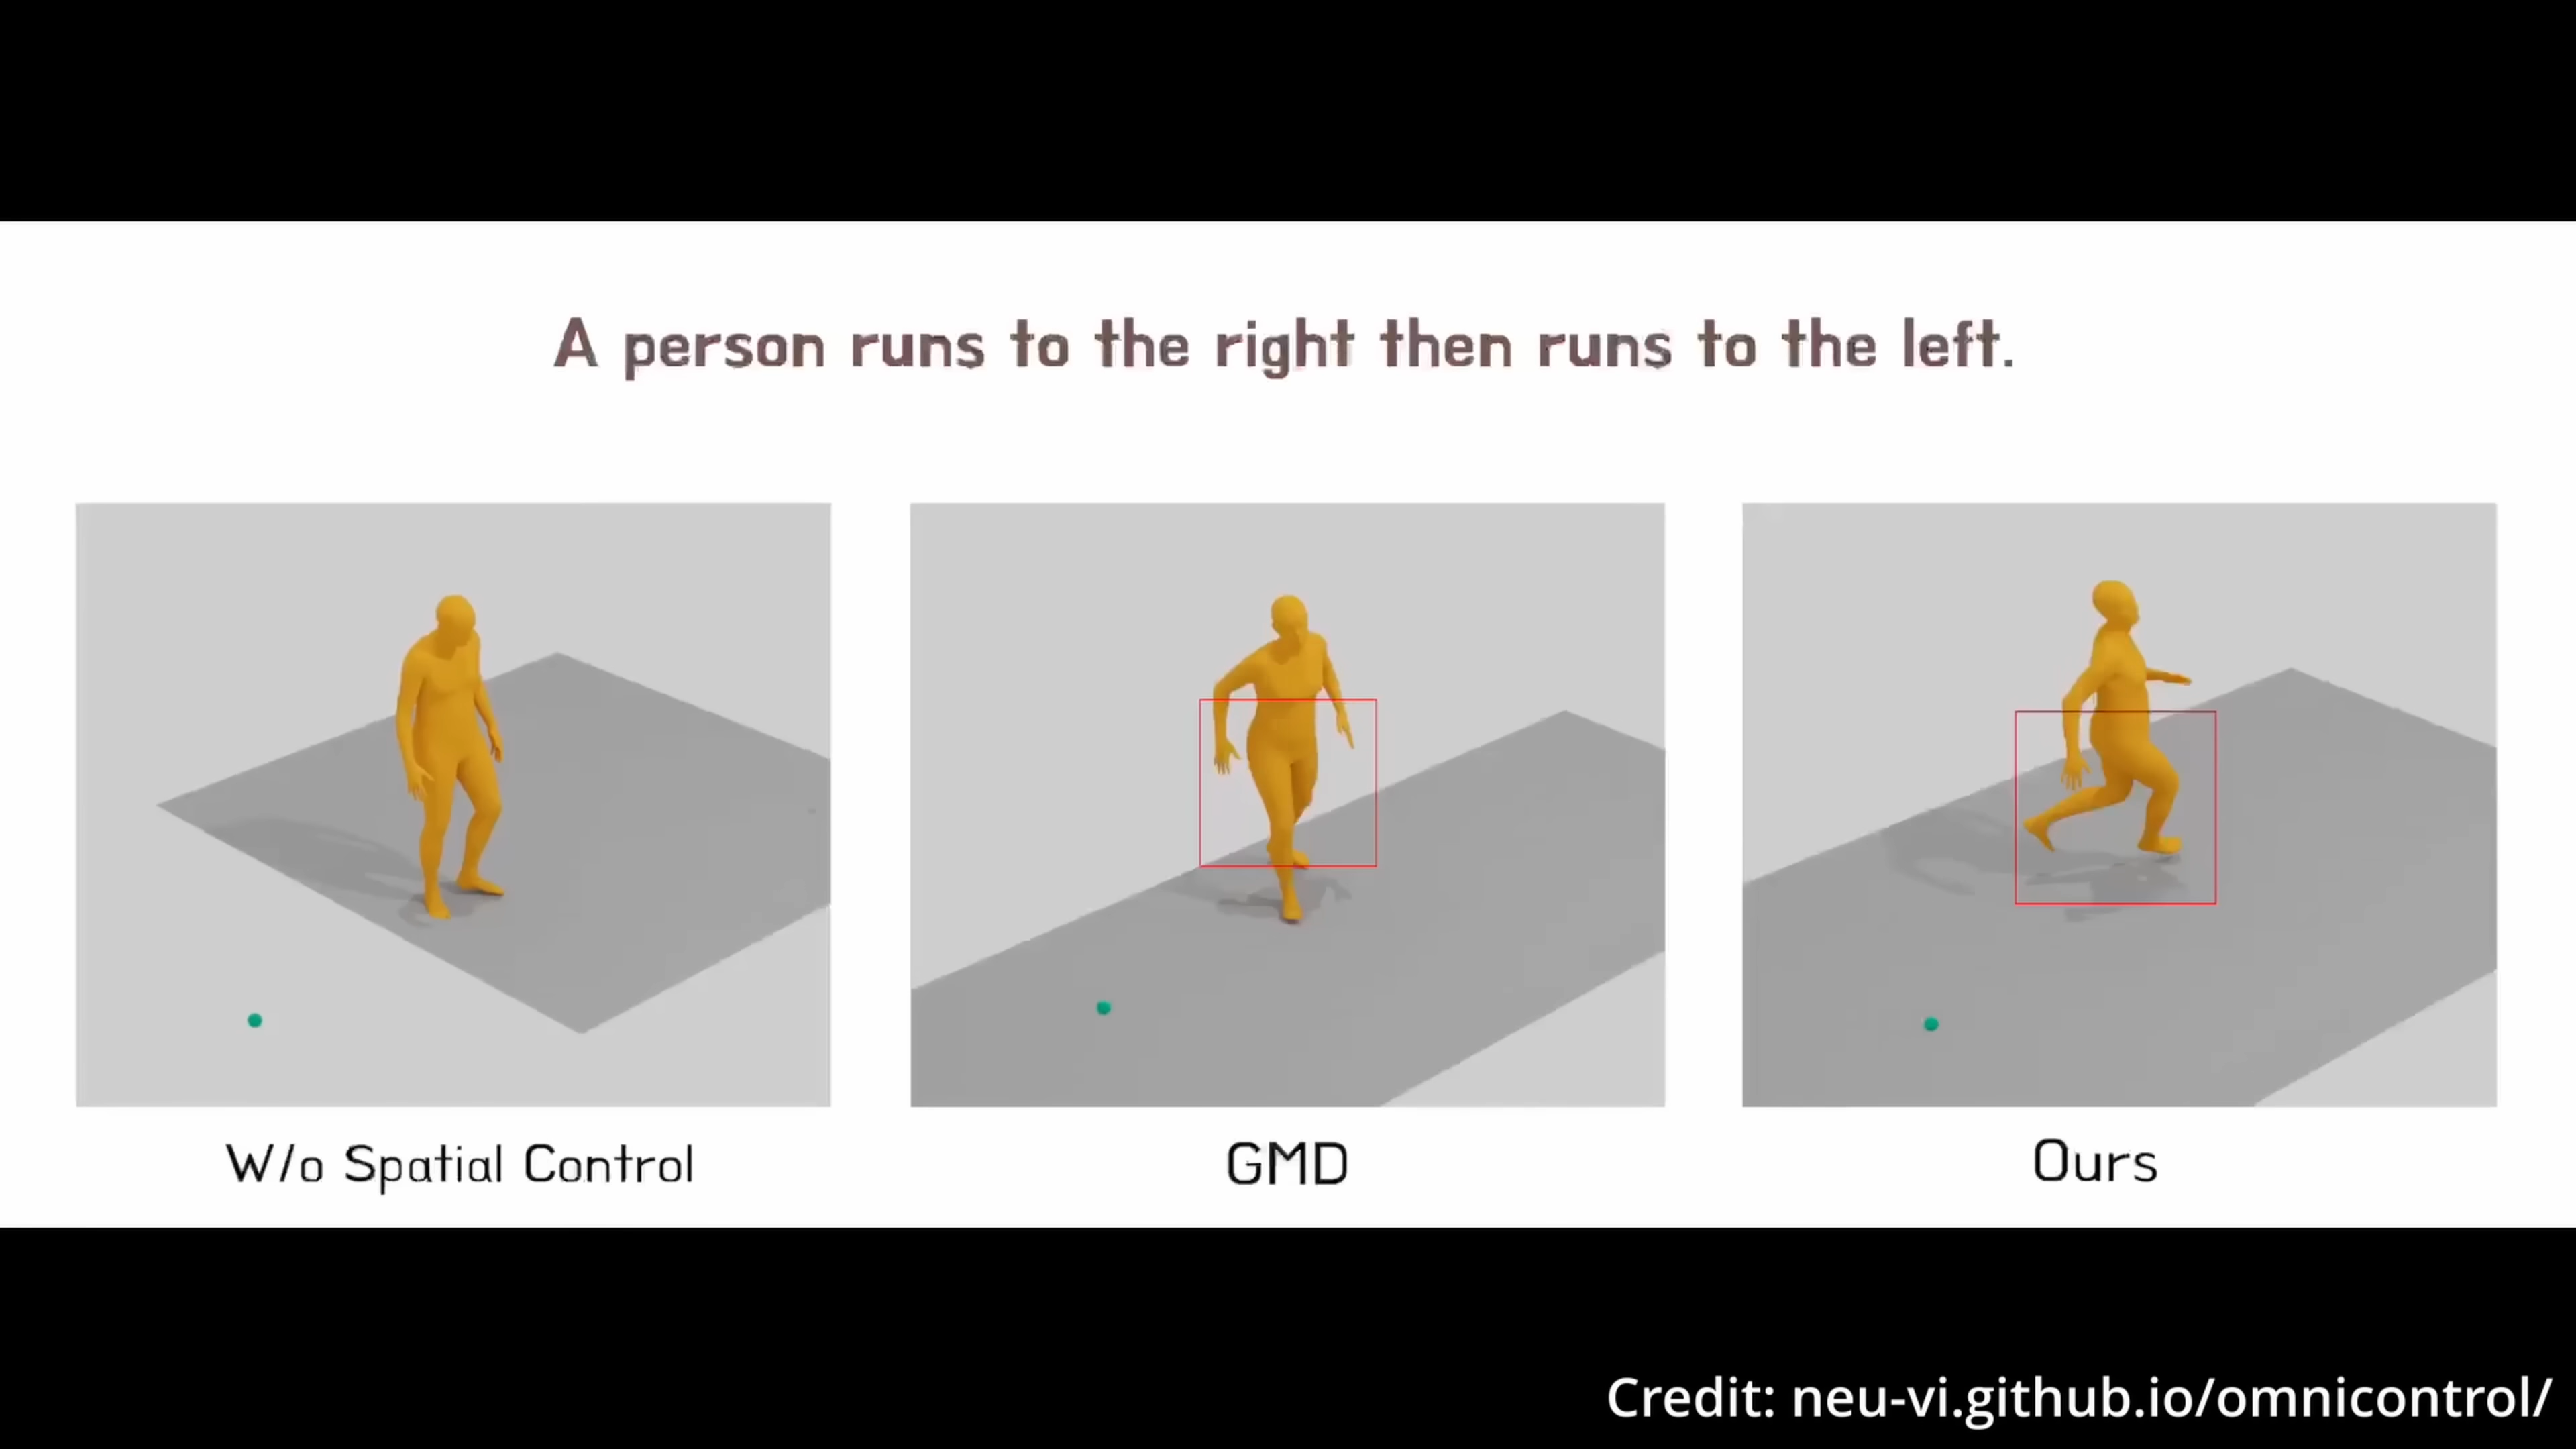 A person runs to the right then runs to the left.
W/o Spatial Control
GMD
Ours
Credit: neu-vi.github.io/omnicontrol/